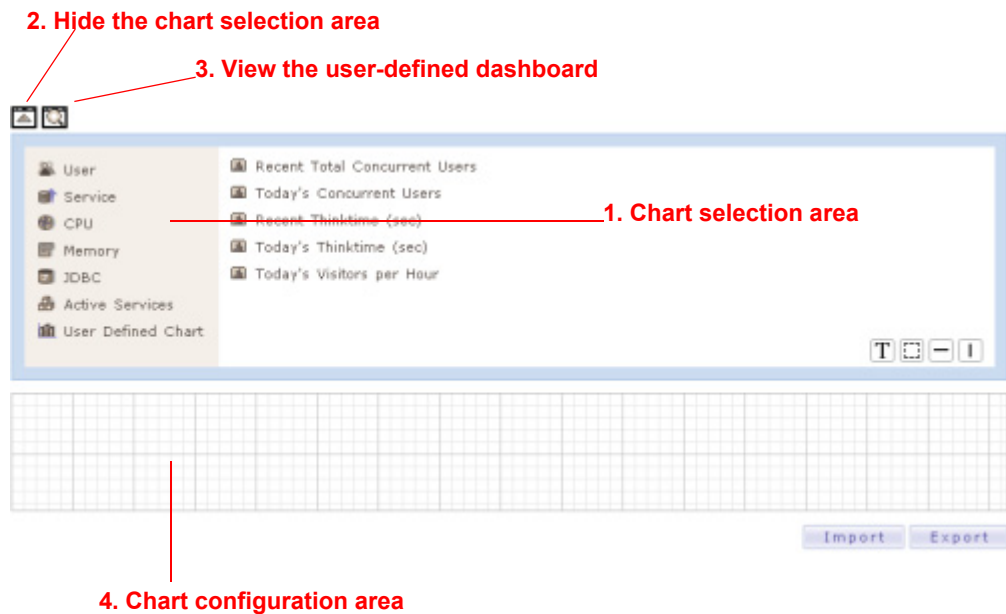 2. Hide the chart selection area
3. View the user-defined dashboard
User
Service
CPU
Memory
JDBC
Active Services
User Defined Chart
Recent Total Concurrent Users
Today's Concurrent Users
Recent Thinktime (sec)
Today's Thinktime (sec)
Today's Visitors per Hour
1. Chart selection area
T
Import Export
4. Chart configuration area